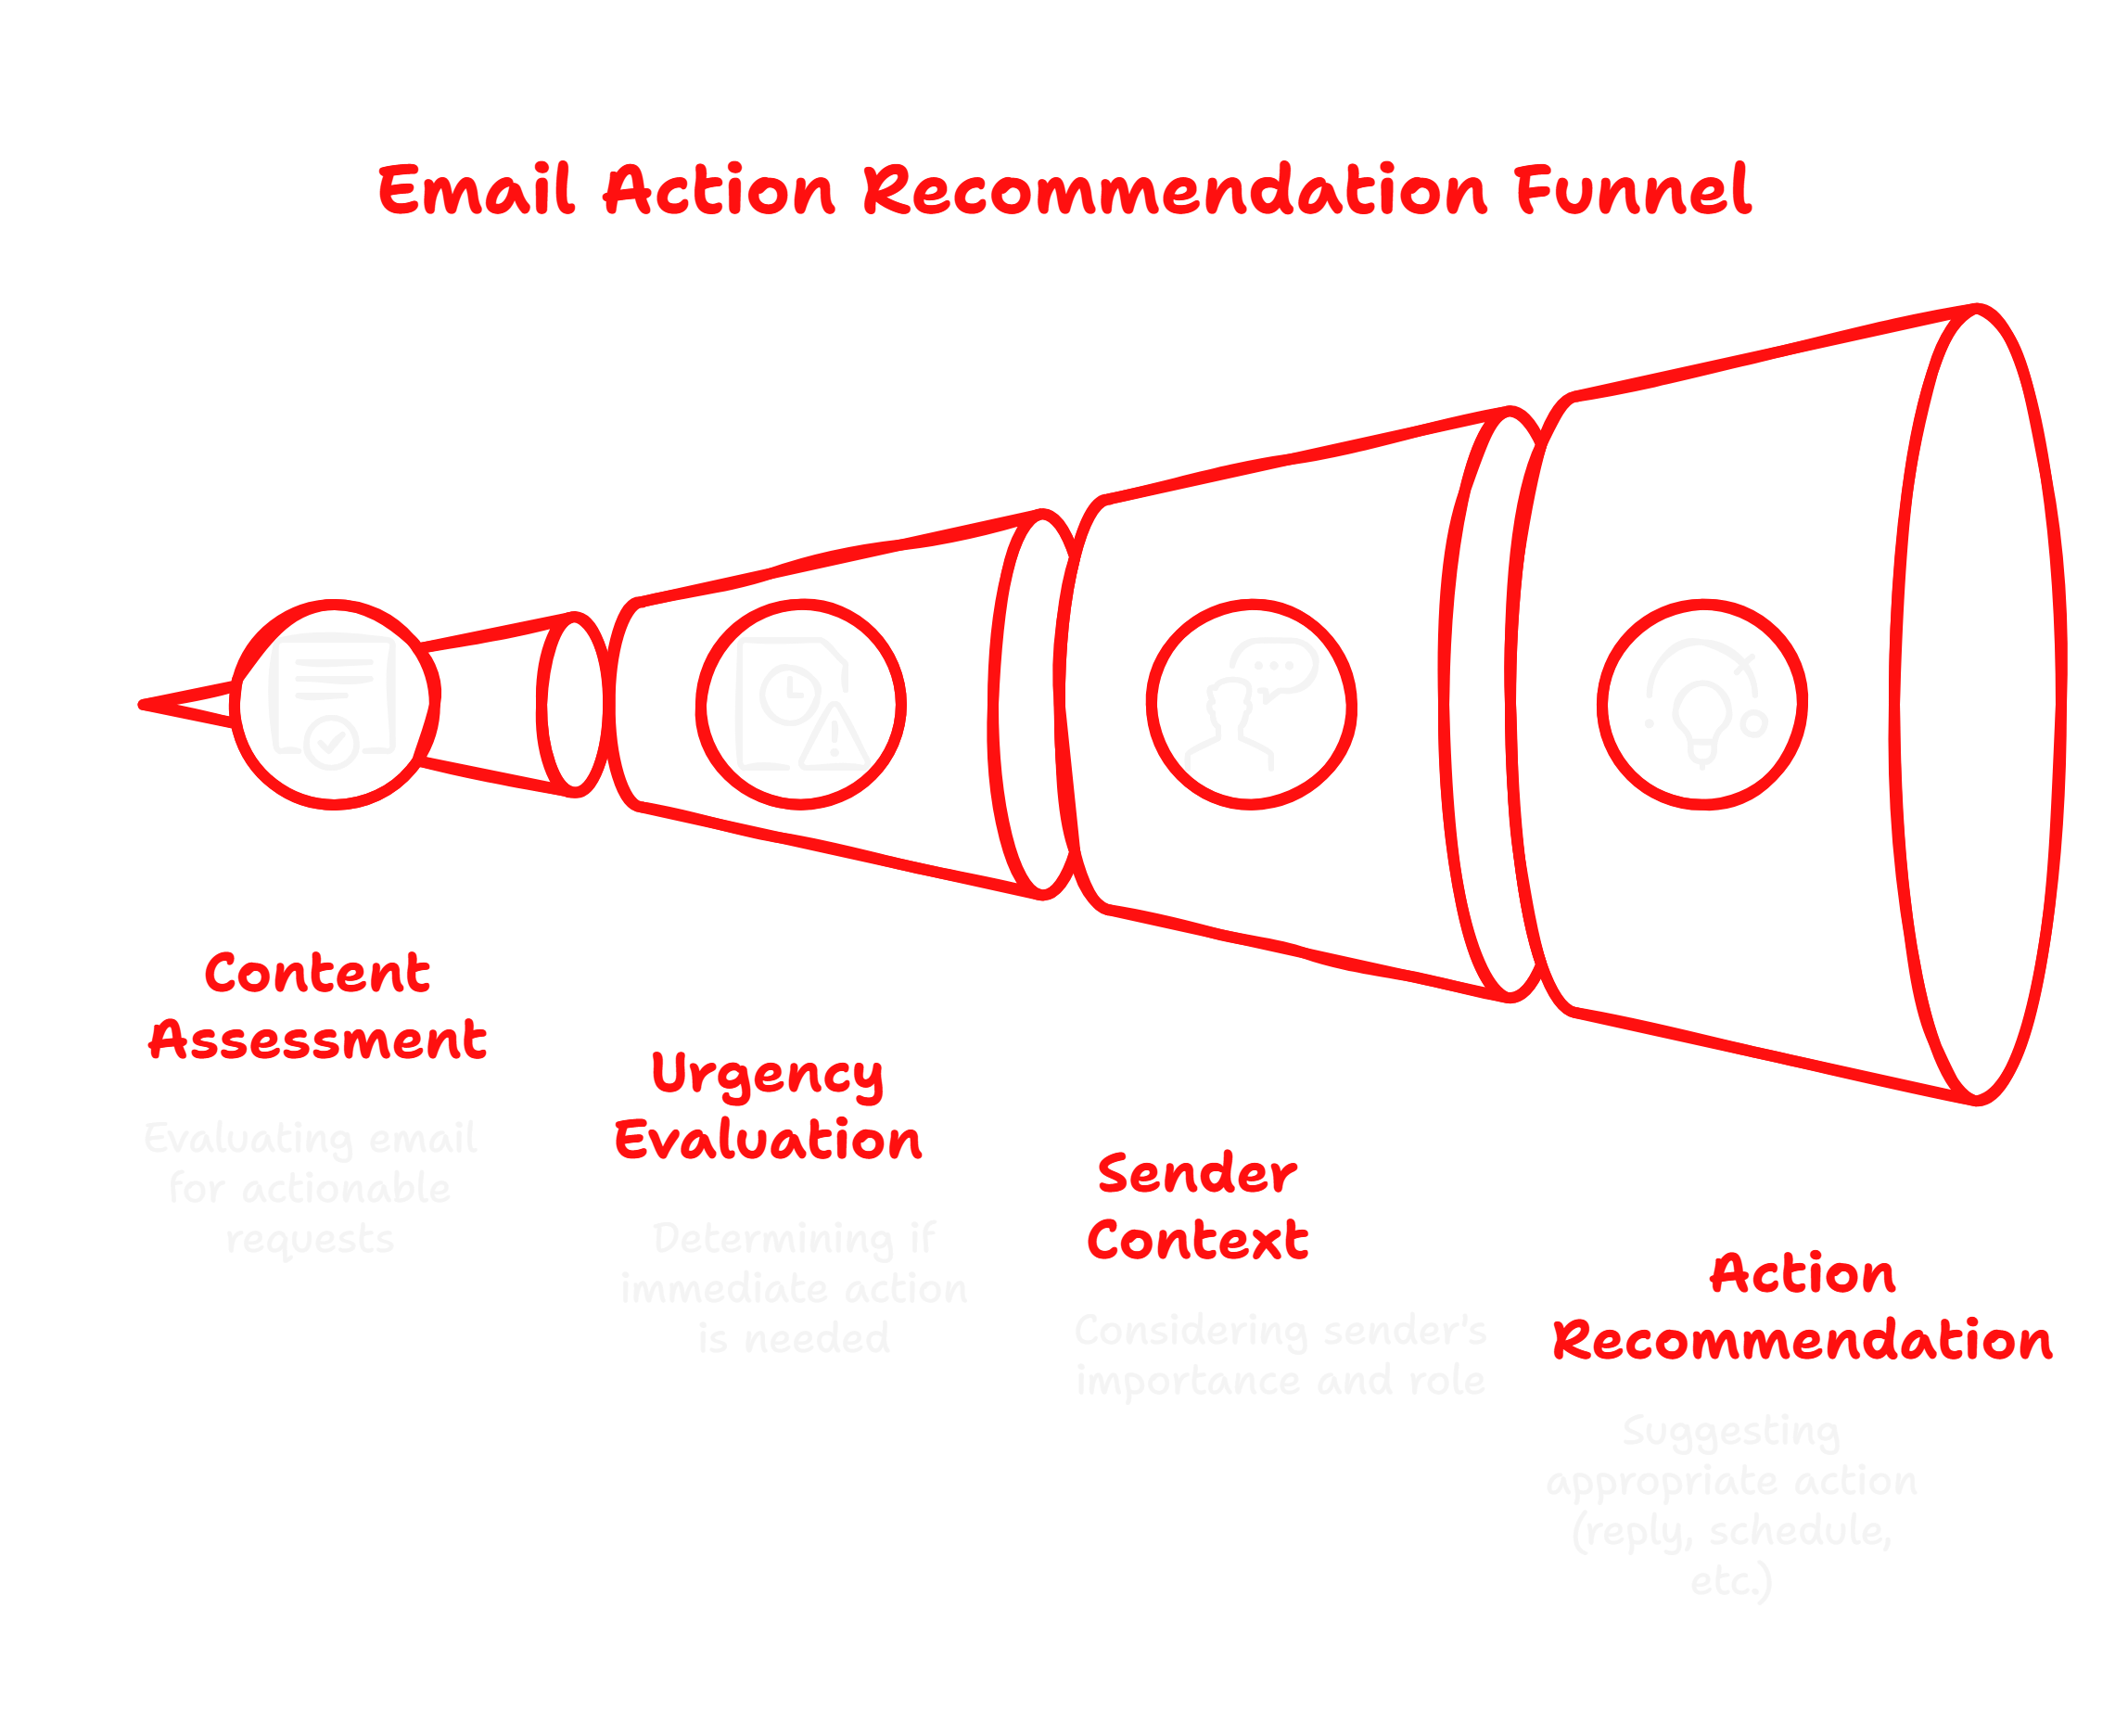 Email Action Recommendation Funnel
Content
Assessment
Evaluating email
for actionable
requests
Urgency
Evaluation
Determining if
immediate action
is needed
Sender
Context
Considering sender's
importance and role
Action
Recommendation
Suggesting
appropriate action
(reply, schedule,
etc.)